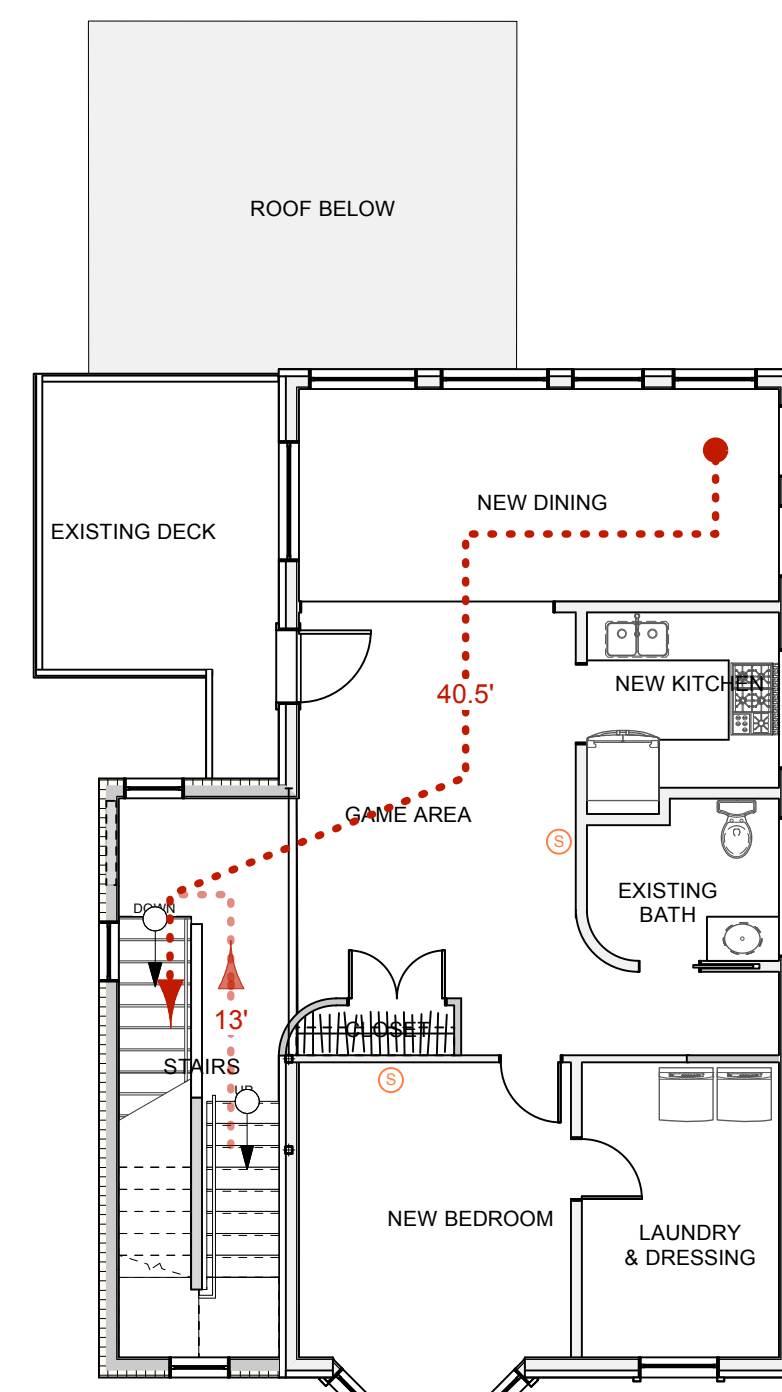 ROOF BELOW
NEW DINING
EXISTING DECK
NEW KITCHEN
40.5'
GAME AREA
S
EXISTING
BATH
DOWN
13'
CLOSET
STAIRS
S
UP
NEW BEDROOM
LAUNDRY
& DRESSING